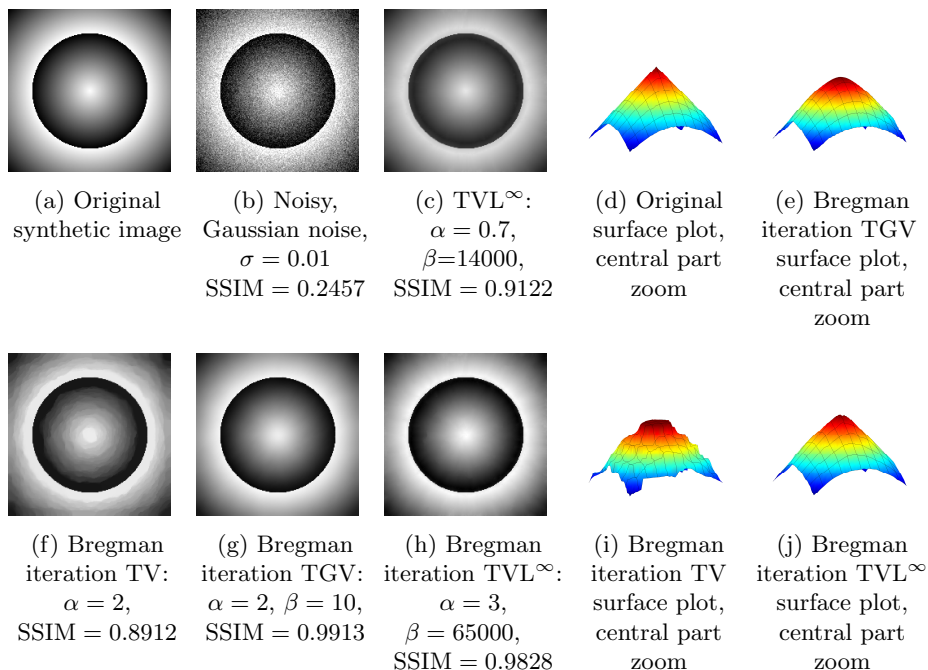 (a) Original
synthetic image
(b) Noisy,
Gaussian noise,
σ = 0.01
SSIM = 0.2457
(c) TVL∞:
α = 0.7,
β=14000,
SSIM = 0.9122
(d) Original
surface plot,
central part
zoom
(e) Bregman
iteration TGV
surface plot,
central part
zoom
(f) Bregman
iteration TV:
α = 2,
SSIM = 0.8912
(g) Bregman
iteration TGV:
α = 2, β = 10,
SSIM = 0.9913
(h) Bregman
iteration TVL∞:
α = 3,
β = 65000,
SSIM = 0.9828
(i) Bregman
iteration TV
surface plot,
central part
zoom
(j) Bregman
iteration TVL∞
surface plot,
central part
zoom